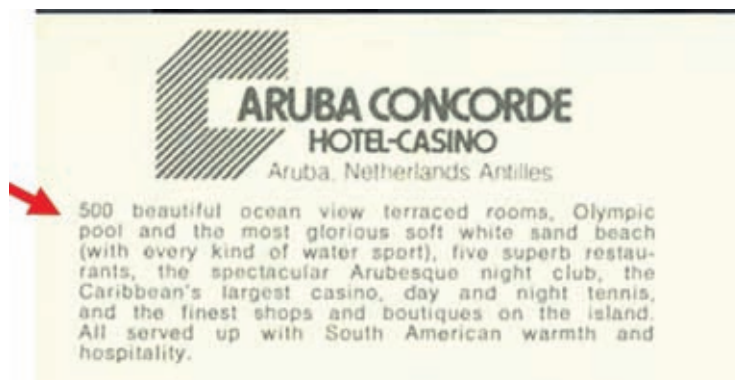 ARUBA CONCORDE
HOTEL-CASINO
Aruba, Netherlands Antilles
500 beautiful ocean view terraced rooms, Olympic
pool and the most glorious soft white sand beach
(with every kind of water sport), five superb restau-
rants, the spectacular Arubesque night club, the
Caribbean's largest casino, day and night tennis,
and the finest shops and boutiques on the island.
All served up with South American warmth and
hospitality.